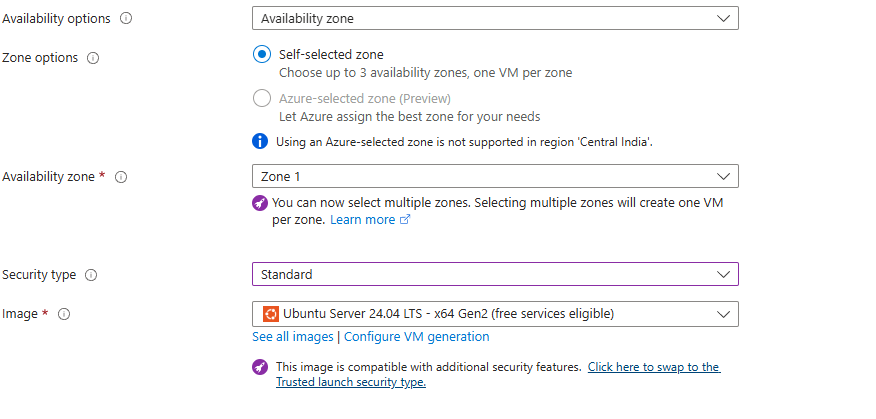 Availability options
Availability zone
Zone options
Self-selected zone
Choose up to 3 availability zones, one VM per zone
Azure-selected zone (Preview)
Let Azure assign the best zone for your needs
Using an Azure-selected zone is not supported in region 'Central India'.
Availability zone *
Zone 1
You can now select multiple zones. Selecting multiple zones will create one VM
per zone. Learn more
Security type
Standard
Image *
Ubuntu Server 24.04 LTS - x64 Gen2 (free services eligible)
See all images | Configure VM generation
This image is compatible with additional security features. Click here to swap to the
Trusted launch security type.